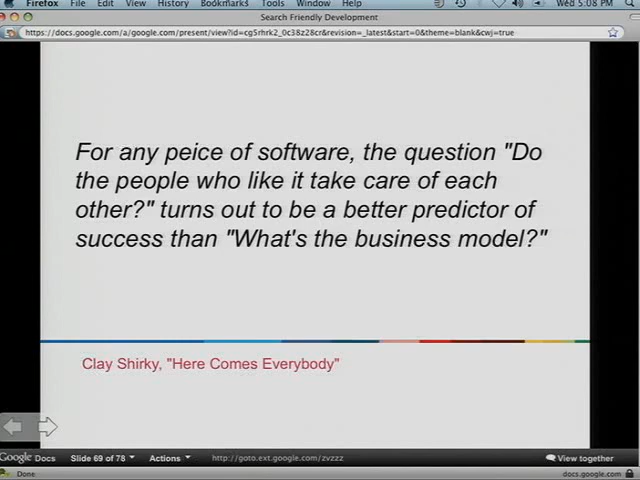 Firefox File Edit View History Bookmarks Tools Window Help Wed 5:08 PM
Search Friendly Development
https://docs.google.com/a/google.com/present/view?id=cg5rhrk2_0c38z28cr&revision=_latest&start=0&theme=blank&cwj=true
For any peice of software, the question "Do
the people who like it take care of each
other?" turns out to be a better predictor of
success than "What's the business model?"
Clay Shirky, "Here Comes Everybody"
Google Docs Slide 69 of 78 Actions http://goto.ext.google.com/zvzzz View together
Done docs.google.com